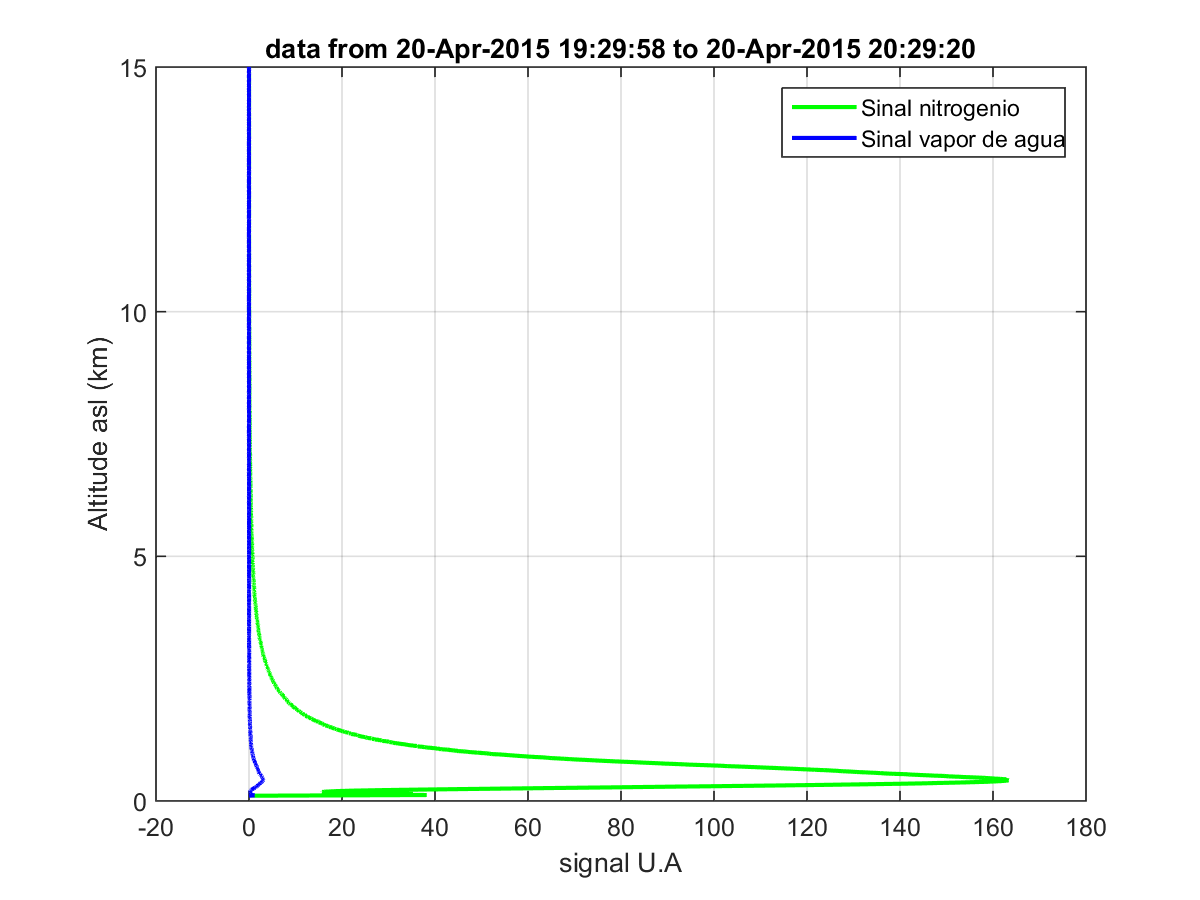 data from 20-Apr-2015 19:29:58 to 20-Apr-2015 20:29:20
Sinal nitrogenio
Sinal vapor de agua
15
10
5
0
Altitude asl (km)
-20 0 20 40 60 80 100 120 140 160 180
signal U.A